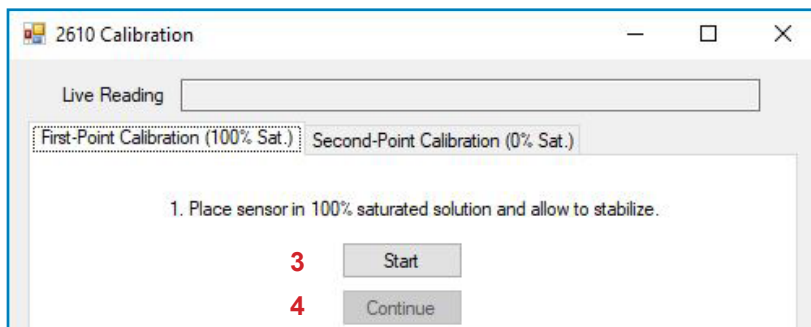 2610 Calibration
Live Reading
First-Point Calibration (100% Sat.) Second-Point Calibration (0% Sat.)
1. Place sensor in 100% saturated solution and allow to stabilize.
3 Start
4 Continue